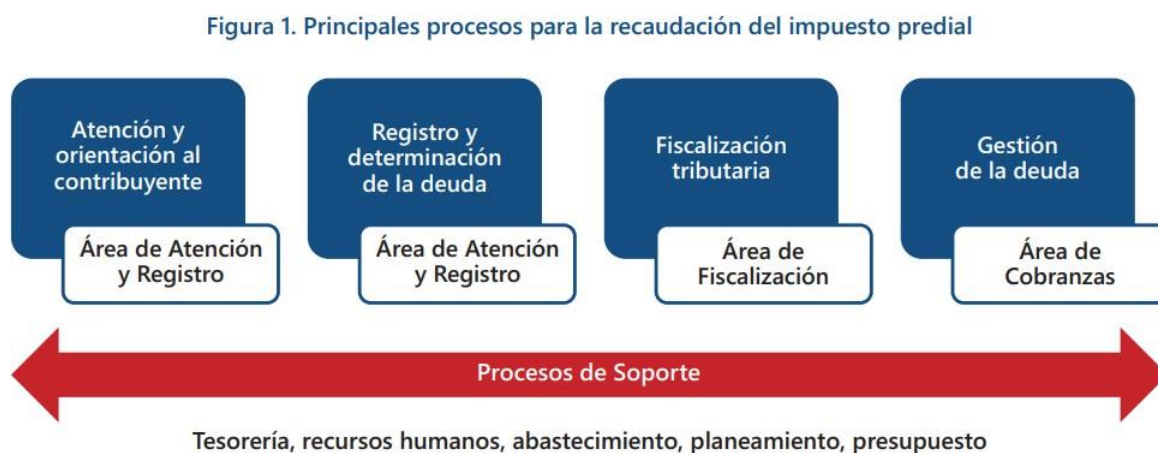 Figura 1. Principales procesos para la recaudación del impuesto predial
Atención y
orientación al
contribuyente
Área de Atención
y Registro
Registro y
determinación
de la deuda
Área de Atención
y Registro
Fiscalización
tributaria
Área de
Fiscalización
Gestión
de la deuda
Área de
Cobranzas
Procesos de Soporte
Tesorería, recursos humanos, abastecimiento, planeamiento, presupuesto